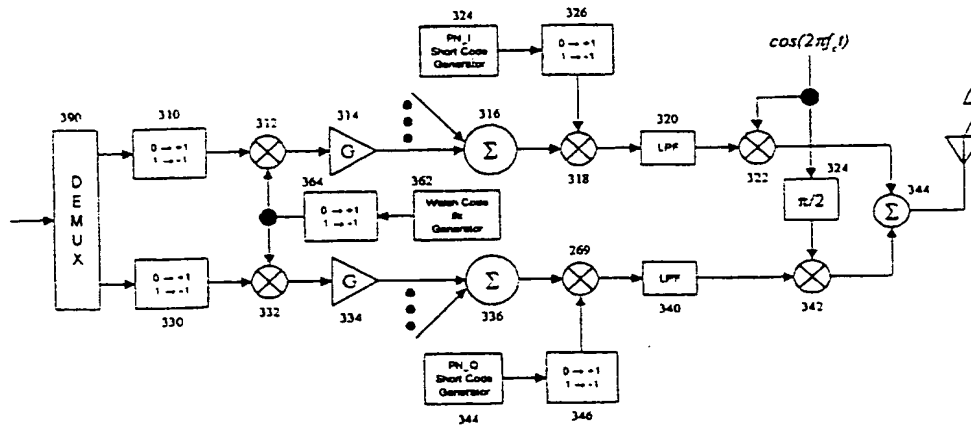 324
326
PN_I
Short Code
Generator
0 → +1
1 → -1
cos(2πf_c t)
390
310
312
314
316
320
DEMUX
0 → +1
1 → -1
G
Σ
318
LPF
322
324
π/2
344
Σ
364
362
0 → +1
1 → -1
Walsh Code
Generator
269
0 → +1
1 → -1
330
332
G
334
Σ
336
LPF
340
342
PN_Q
Short Code
Generator
344
0 → +1
1 → -1
346